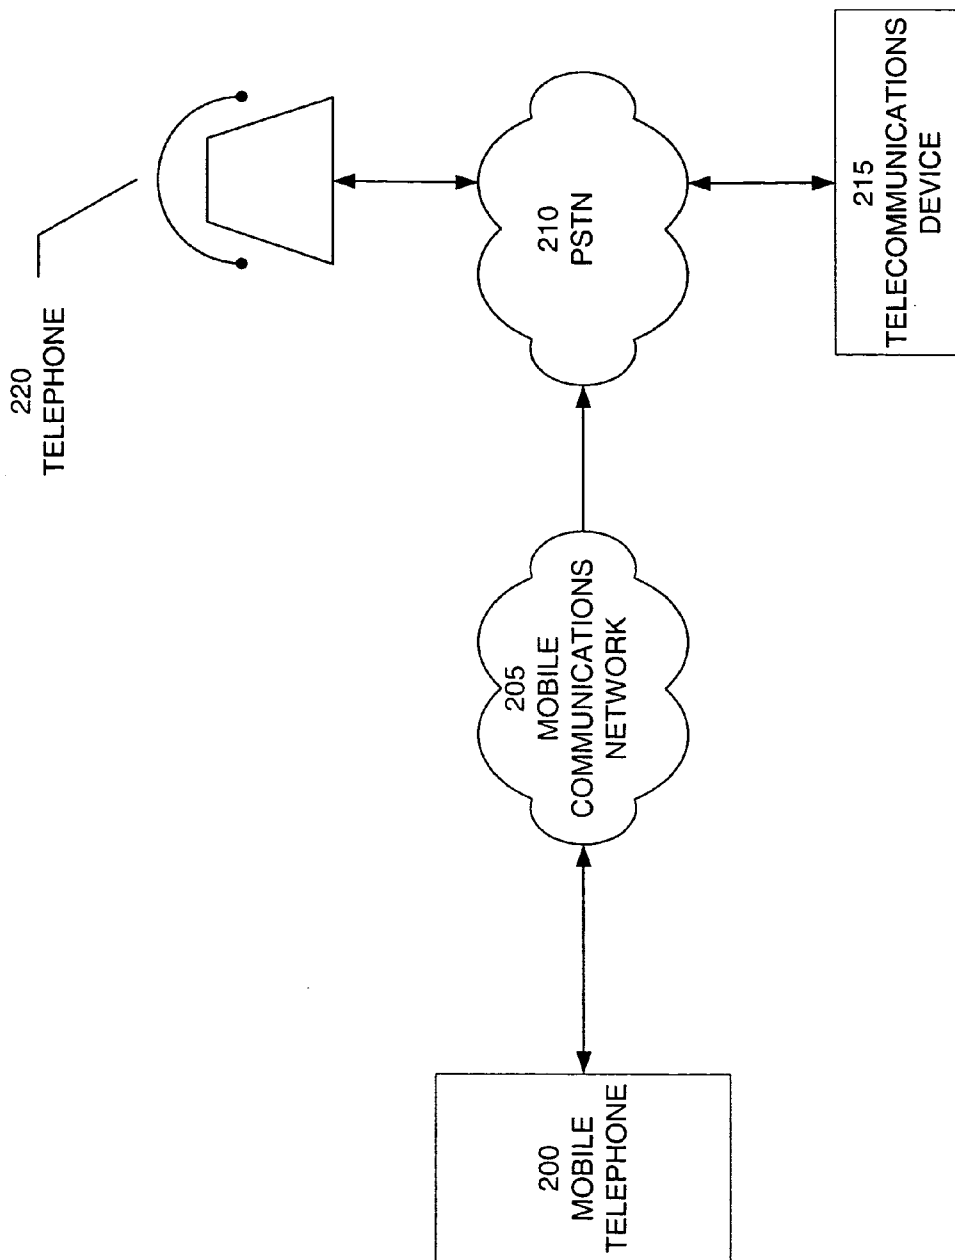 220
TELEPHONE
210
PSTN
215
TELECOMMUNICATIONS
DEVICE
205
MOBILE
COMMUNICATIONS
NETWORK
200
MOBILE
TELEPHONE